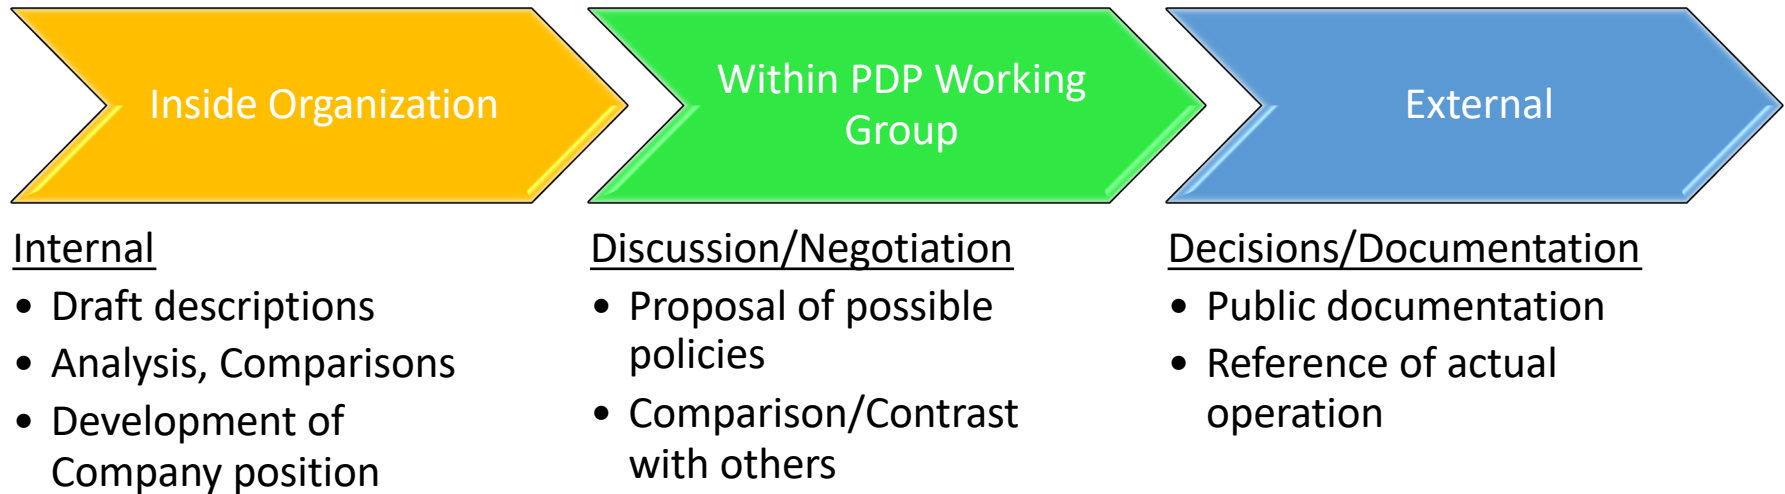 Inside Organization
Within PDP Working
Group
External
Internal
• Draft descriptions
• Analysis, Comparisons
• Development of
Company position
Discussion/Negotiation
• Proposal of possible
policies
• Comparison/Contrast
with others
Decisions/Documentation
• Public documentation
• Reference of actual
operation